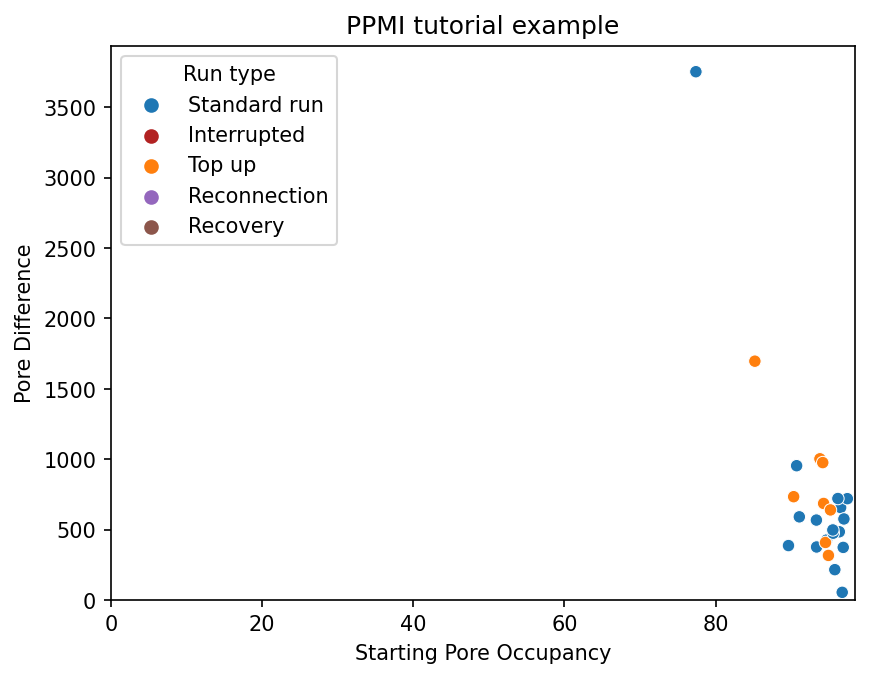 PPMI tutorial example
Run type
Standard run
Interrupted
Top up
Reconnection
Recovery
3500
3000
2500
2000
1500
1000
500
0
Pore Difference
0 20 40 60 80
Starting Pore Occupancy